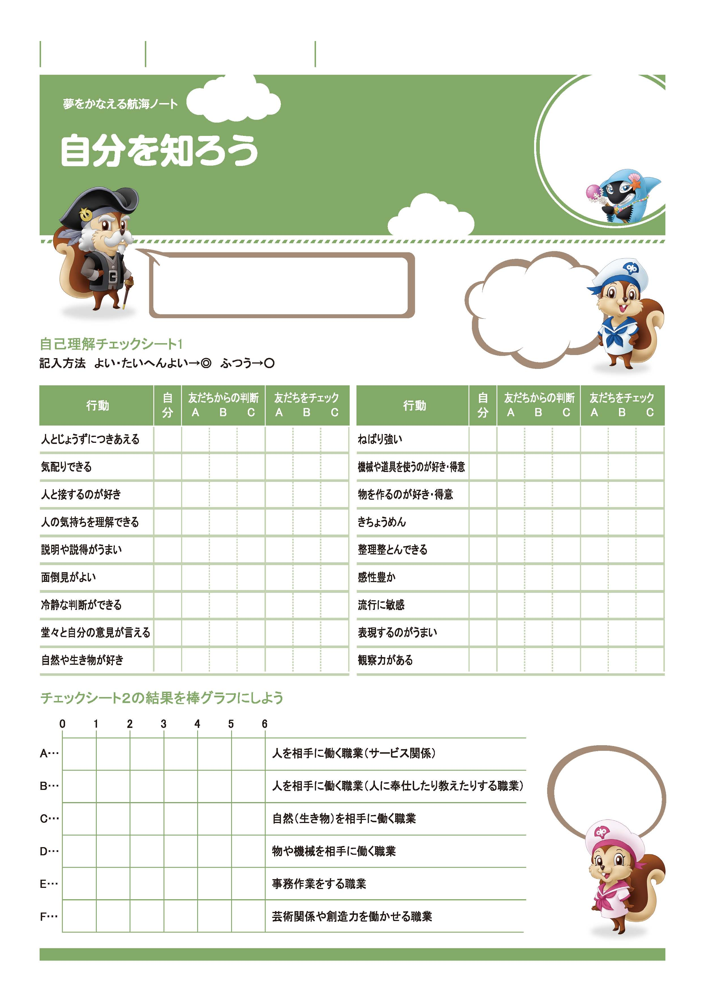 夢をかなえる航海ノート
自分を知ろう
自己理解チェックシート1
記入方法　よい・たいへんよい→◎　ふつう→○
行動　自分　友だちからの判断　A　B　C　友だちをチェック　A　B　C
人とじょうずにつきあえる
気配りできる
人と接するのが好き
人の気持ちを理解できる
説明や説得がうまい
面倒見がよい
冷静な判断ができる
堂々と自分の意見が言える
自然や生き物が好き
行動　自分　友だちからの判断　A　B　C　友だちをチェック　A　B　C
ねばり強い
機械や道具を使うのが好き・得意
物を作るのが好き・得意
きちょうめん
整理整とんできる
感性豊か
流行に敏感
表現するのがうまい
観察力がある
チェックシート2の結果を棒グラフにしよう
0　1　2　3　4　5　6
A…　人を相手に働く職業（サービス関係）
B…　人を相手に働く職業（人に奉仕したり教えたりする職業）
C…　自然（生き物）を相手に働く職業
D…　物や機械を相手に働く職業
E…　事務作業をする職業
F…　芸術関係や創造力を働かせる職業